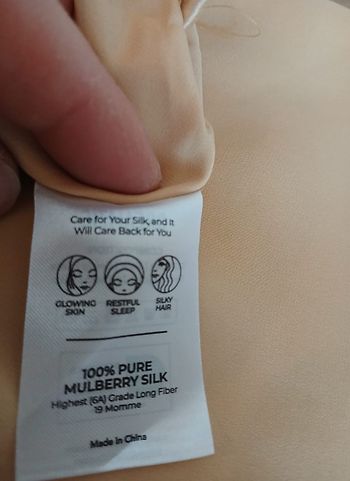 Care for Your Silk, and It
Will Care Back for You
GLOWING SKIN
RESTFUL SLEEP
SILKY HAIR
100% PURE
MULBERRY SILK
Highest (6A) Grade Long Fiber
19 Momme
Made in China